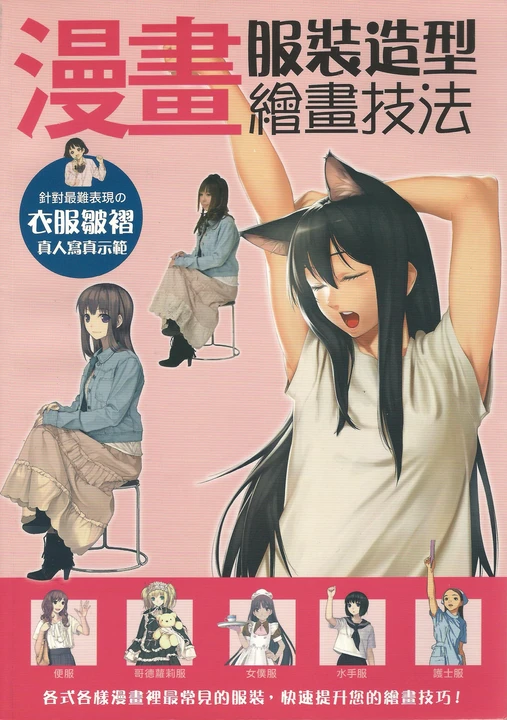 漫畫
服裝造型
繪畫技法
針對最難表現の
衣服皺褶
真人寫真示範
便服
哥德蘿莉服
女僕服
水手服
護士服
各式各樣漫畫裡最常見的服裝，快速提升您的繪畫技巧！